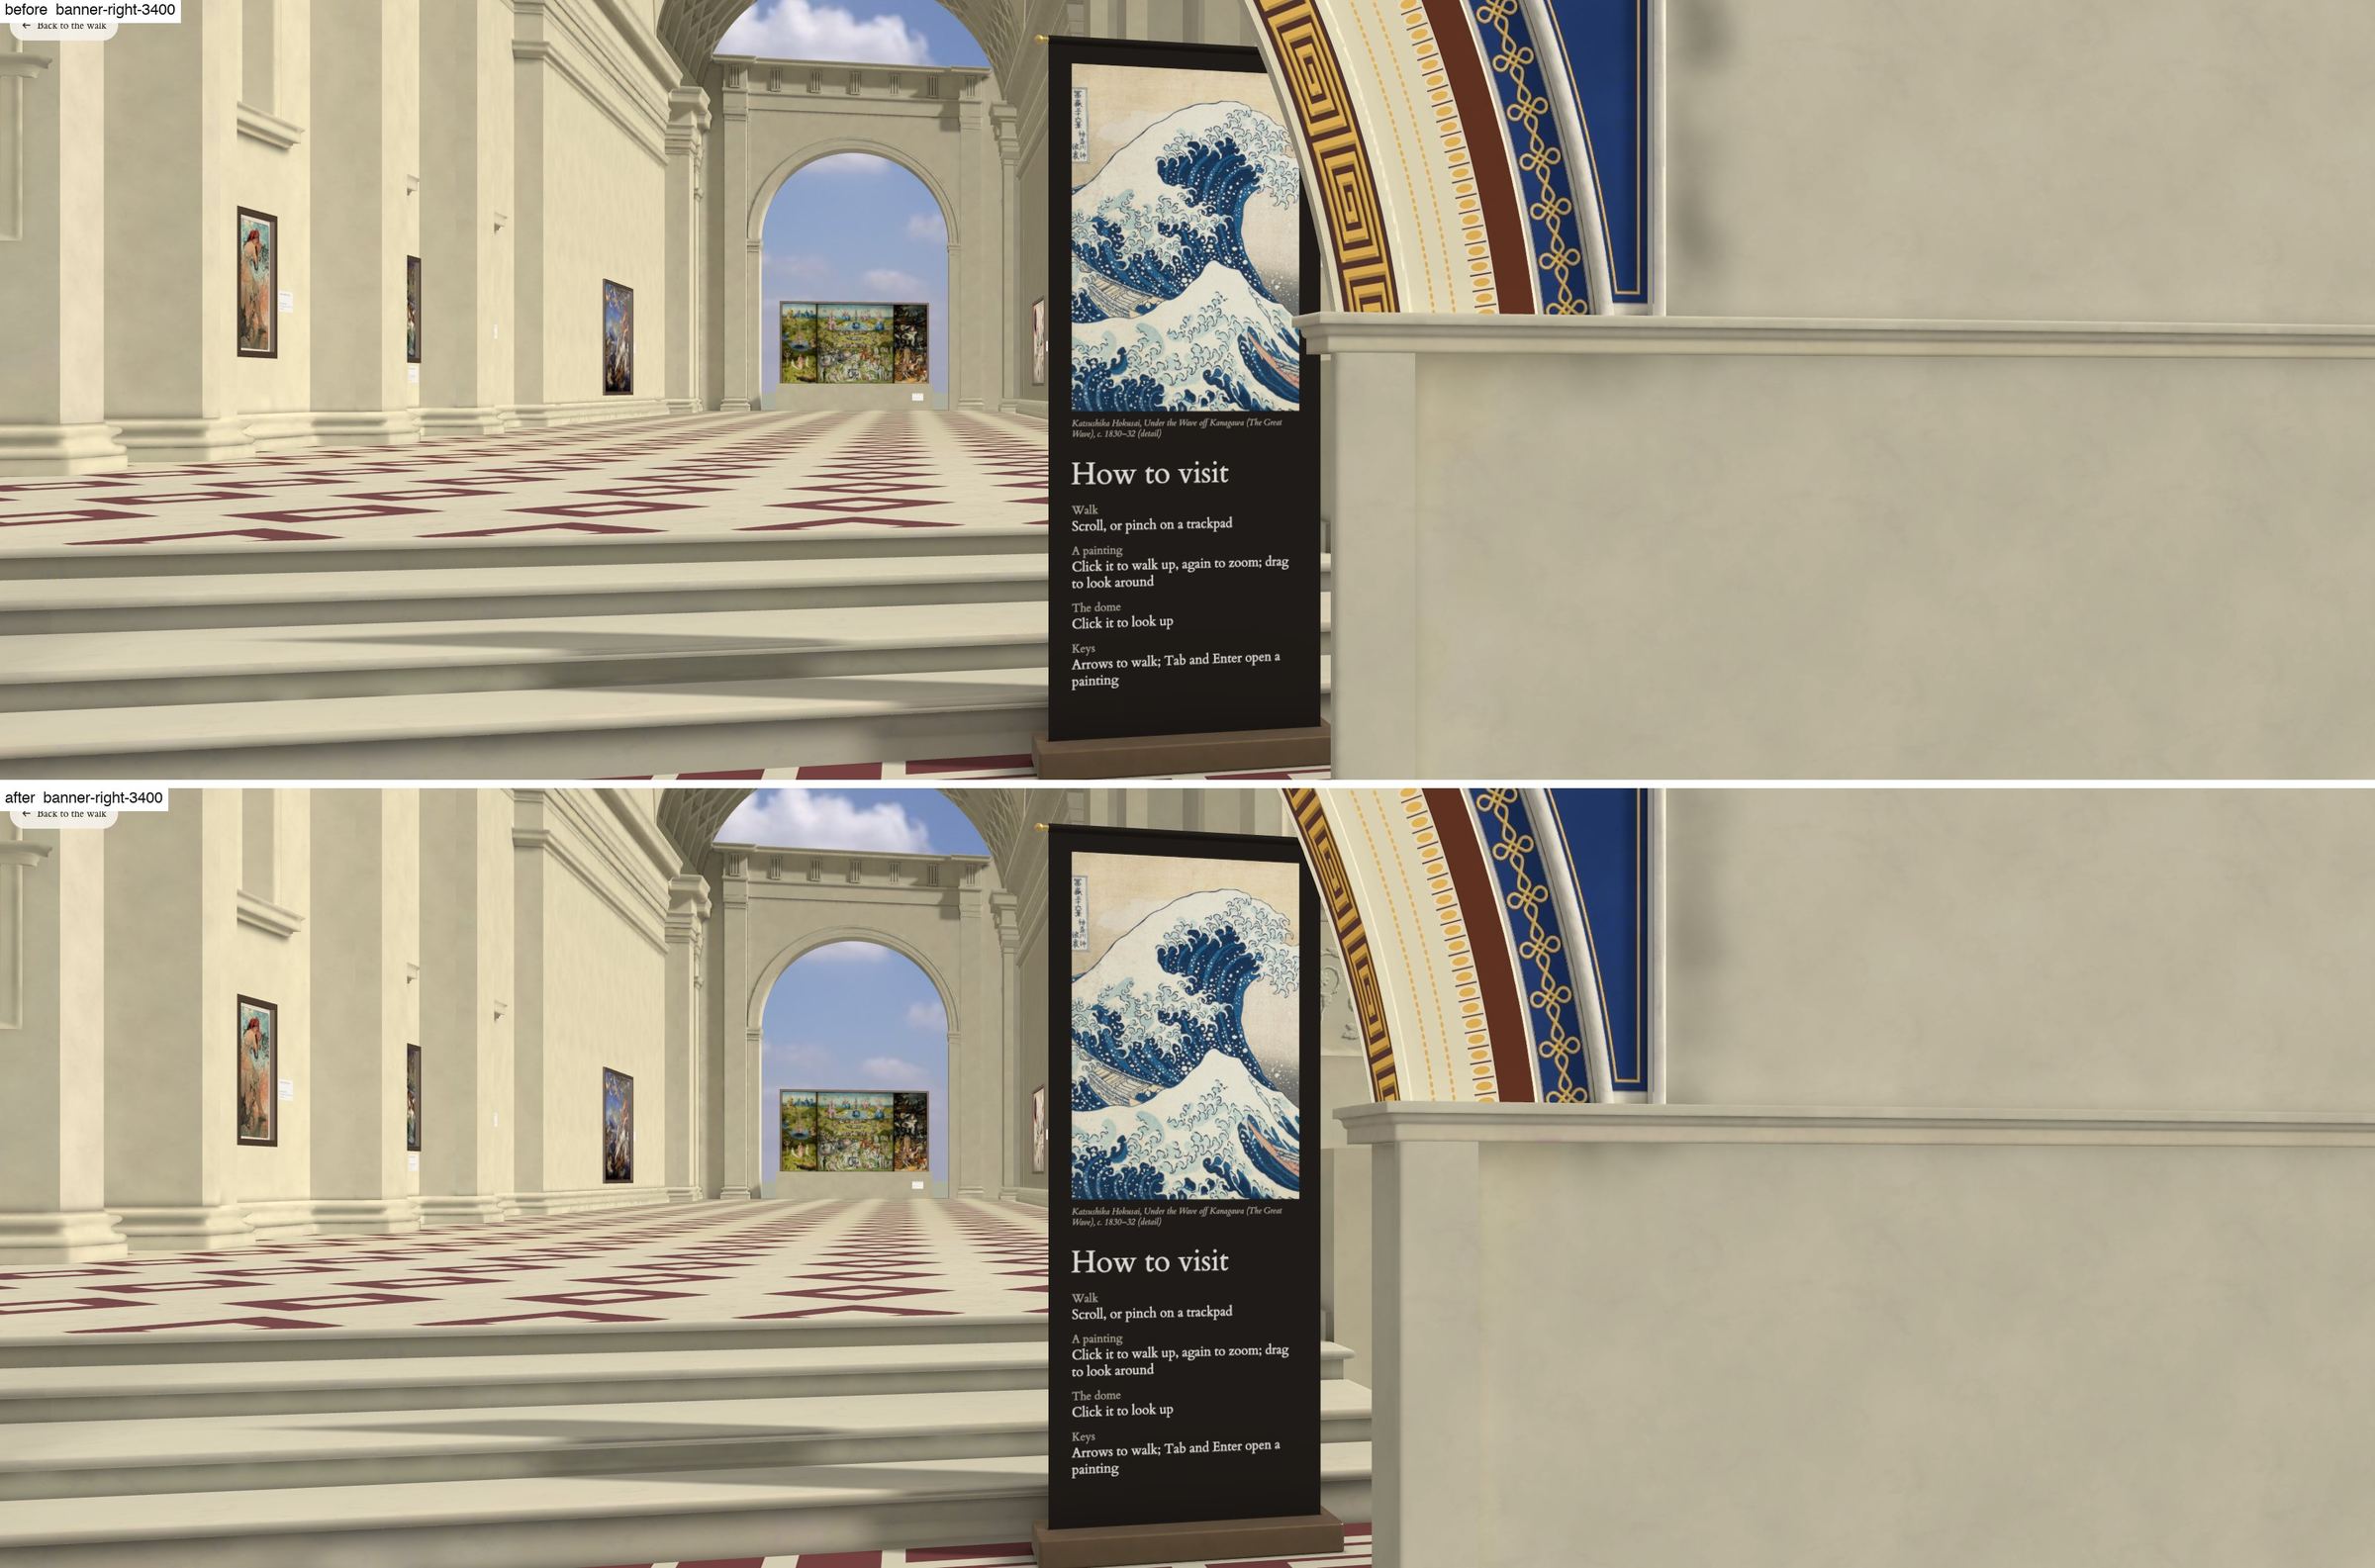 before banner-right-3400
← Back to the walk
Katsushika Hokusai, Under the Wave off Kanagawa (The Great
Wave), c. 1830–32 (detail)
How to visit
Walk
Scroll, or pinch on a trackpad
A painting
Click it to walk up, again to zoom; drag
to look around
The dome
Click it to look up
Keys
Arrows to walk; Tab and Enter open a
painting
after banner-right-3400
← Back to the walk
Katsushika Hokusai, Under the Wave off Kanagawa (The Great
Wave), c. 1830–32 (detail)
How to visit
Walk
Scroll, or pinch on a trackpad
A painting
Click it to walk up, again to zoom; drag
to look around
The dome
Click it to look up
Keys
Arrows to walk; Tab and Enter open a
painting